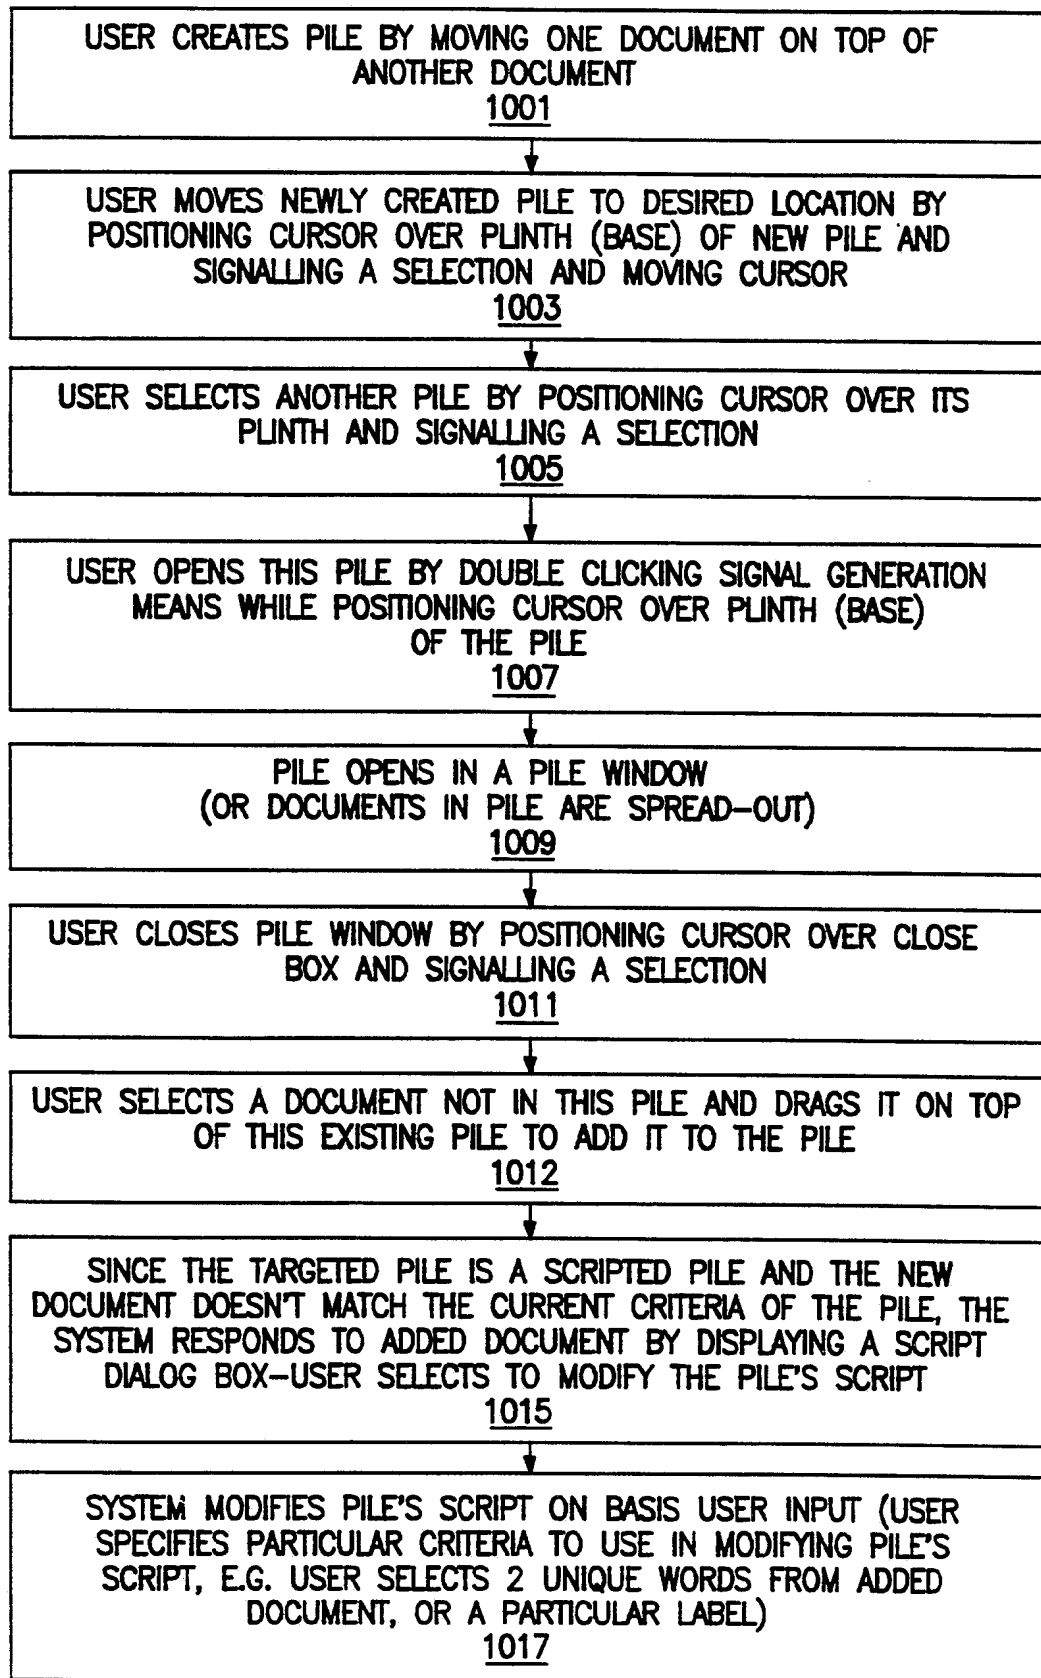 USER CREATES PILE BY MOVING ONE DOCUMENT ON TOP OF
ANOTHER DOCUMENT
1001
USER MOVES NEWLY CREATED PILE TO DESIRED LOCATION BY
POSITIONING CURSOR OVER PLINTH (BASE) OF NEW PILE AND
SIGNALLING A SELECTION AND MOVING CURSOR
1003
USER SELECTS ANOTHER PILE BY POSITIONING CURSOR OVER ITS
PLINTH AND SIGNALLING A SELECTION
1005
USER OPENS THIS PILE BY DOUBLE CLICKING SIGNAL GENERATION
MEANS WHILE POSITIONING CURSOR OVER PLINTH (BASE)
OF THE PILE
1007
PILE OPENS IN A PILE WINDOW
(OR DOCUMENTS IN PILE ARE SPREAD-OUT)
1009
USER CLOSES PILE WINDOW BY POSITIONING CURSOR OVER CLOSE
BOX AND SIGNALLING A SELECTION
1011
USER SELECTS A DOCUMENT NOT IN THIS PILE AND DRAGS IT ON TOP
OF THIS EXISTING PILE TO ADD IT TO THE PILE
1012
SINCE THE TARGETED PILE IS A SCRIPTED PILE AND THE NEW
DOCUMENT DOESN'T MATCH THE CURRENT CRITERIA OF THE PILE, THE
SYSTEM RESPONDS TO ADDED DOCUMENT BY DISPLAYING A SCRIPT
DIALOG BOX-USER SELECTS TO MODIFY THE PILE'S SCRIPT
1015
SYSTEM MODIFIES PILE'S SCRIPT ON BASIS USER INPUT (USER
SPECIFIES PARTICULAR CRITERIA TO USE IN MODIFYING PILE'S
SCRIPT, E.G. USER SELECTS 2 UNIQUE WORDS FROM ADDED
DOCUMENT, OR A PARTICULAR LABEL)
1017